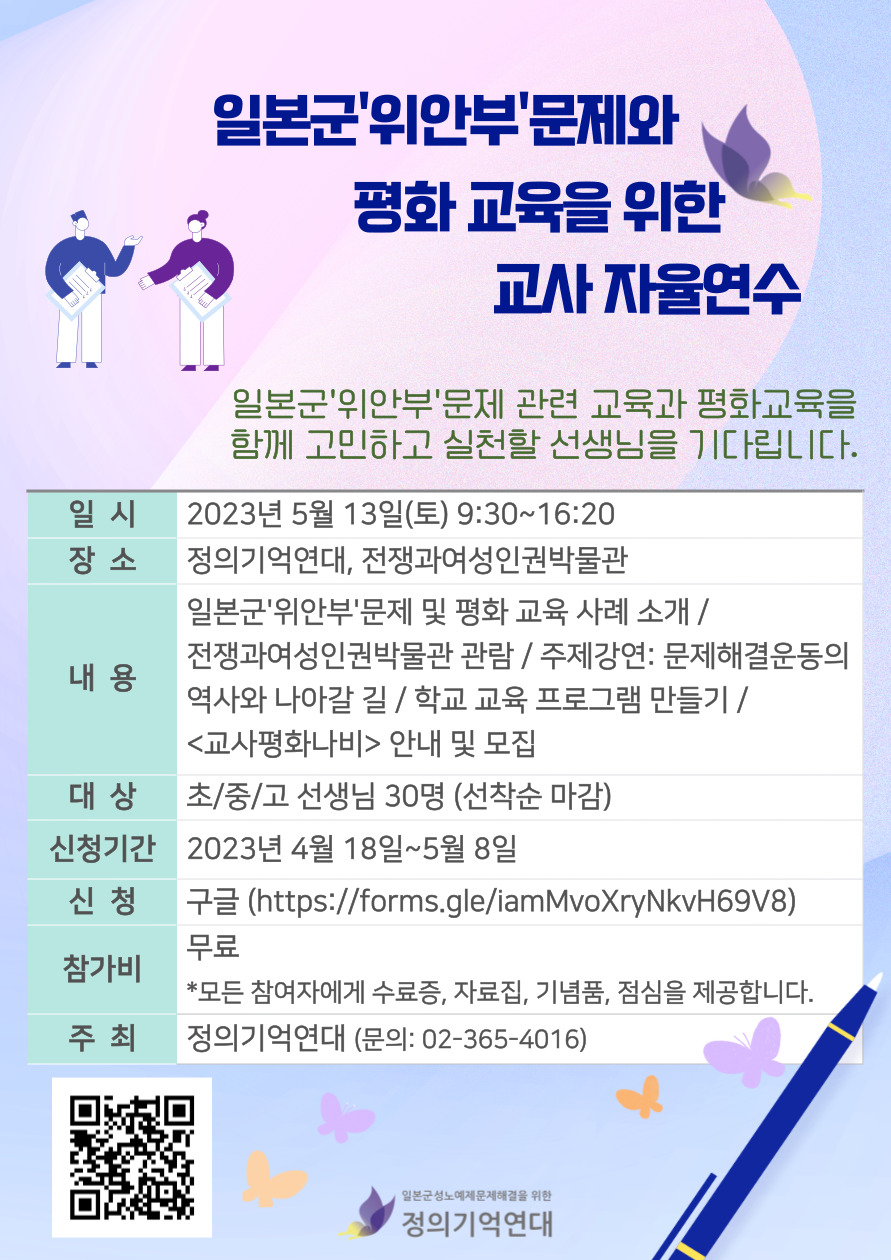 일본군'위안부'문제와
평화 교육을 위한
교사 자율연수
일본군'위안부'문제 관련 교육과 평화교육을
함께 고민하고 실천할 선생님을 기다립니다.
일 시 2023년 5월 13일(토) 9:30~16:20
장 소 정의기억연대, 전쟁과여성인권박물관
내 용
일본군'위안부'문제 및 평화 교육 사례 소개 /
전쟁과여성인권박물관 관람 / 주제강연: 문제해결운동의
역사와 나아갈 길 / 학교 교육 프로그램 만들기 /
<교사평화나비> 안내 및 모집
대 상 초/중/고 선생님 30명 (선착순 마감)
신청기간 2023년 4월 18일~5월 8일
신 청 구글 (https://forms.gle/iamMvoXryNkvH69V8)
참가비
무료
*모든 참여자에게 수료증, 자료집, 기념품, 점심을 제공합니다.
주 최 정의기억연대 (문의: 02-365-4016)
일본군성노예제문제해결을 위한
정의기억연대